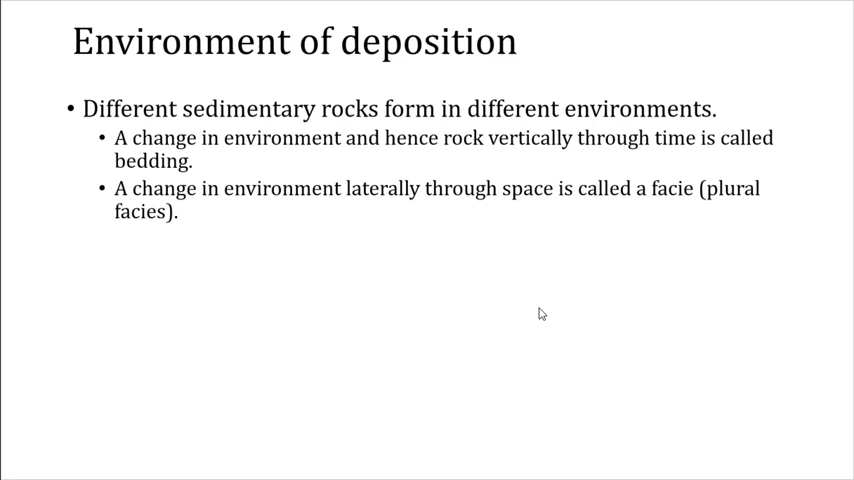 Environment of deposition
• Different sedimentary rocks form in different environments.
• A change in environment and hence rock vertically through time is called
bedding.
• A change in environment laterally through space is called a facie (plural
facies).